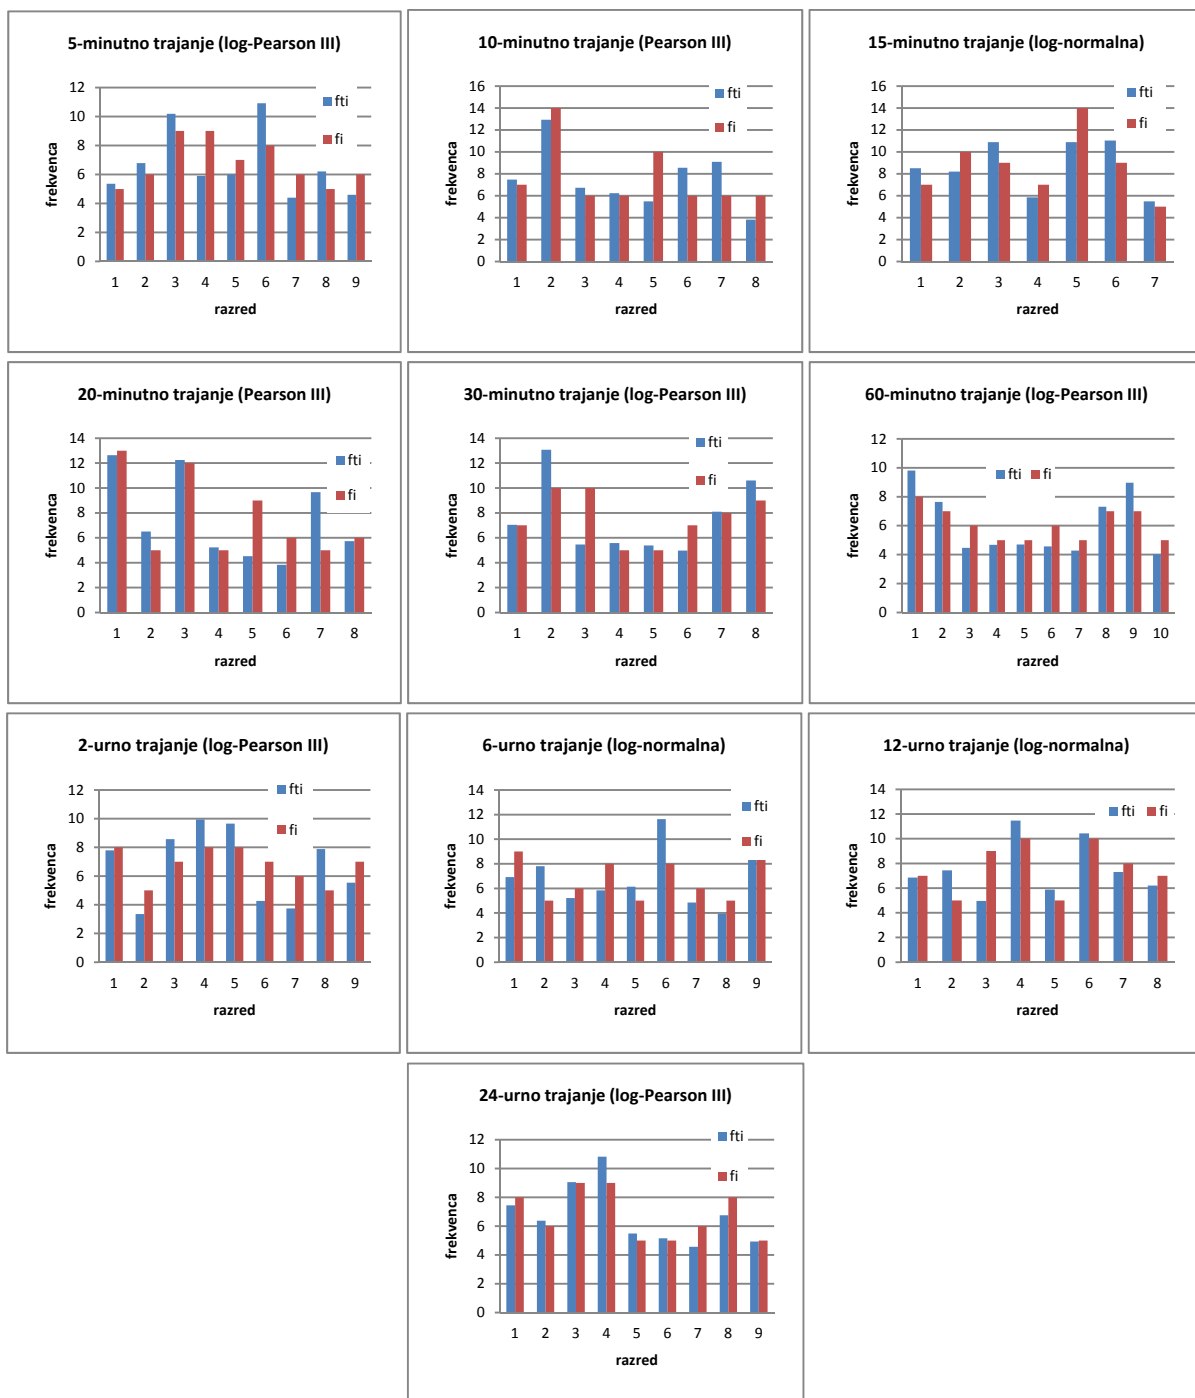 5-minutno trajanje (log-Pearson III)
12
10
8
6
4
2
0
frekvenca
fti
fi
1 2 3 4 5 6 7 8 9
razred
10-minutno trajanje (Pearson III)
16
14
12
10
8
6
4
2
0
frekvenca
fti
fi
1 2 3 4 5 6 7 8
razred
15-minutno trajanje (log-normalna)
16
14
12
10
8
6
4
2
0
frekvenca
fti
fi
1 2 3 4 5 6 7
razred
20-minutno trajanje (Pearson III)
14
12
10
8
6
4
2
0
frekvenca
fti
fi
1 2 3 4 5 6 7 8
razred
30-minutno trajanje (log-Pearson III)
14
12
10
8
6
4
2
0
frekvenca
fti
fi
1 2 3 4 5 6 7 8
razred
60-minutno trajanje (log-Pearson III)
12
10
8
6
4
2
0
frekvenca
fti fi
1 2 3 4 5 6 7 8 9 10
razred
2-urno trajanje (log-Pearson III)
12
10
8
6
4
2
0
frekvenca
fti
fi
1 2 3 4 5 6 7 8 9
razred
6-urno trajanje (log-normalna)
14
12
10
8
6
4
2
0
frekvenca
fti
fi
1 2 3 4 5 6 7 8 9
razred
12-urno trajanje (log-normalna)
14
12
10
8
6
4
2
0
frekvenca
fti fi
1 2 3 4 5 6 7 8
razred
24-urno trajanje (log-Pearson III)
12
10
8
6
4
2
0
frekvenca
fti
fi
1 2 3 4 5 6 7 8 9
razred